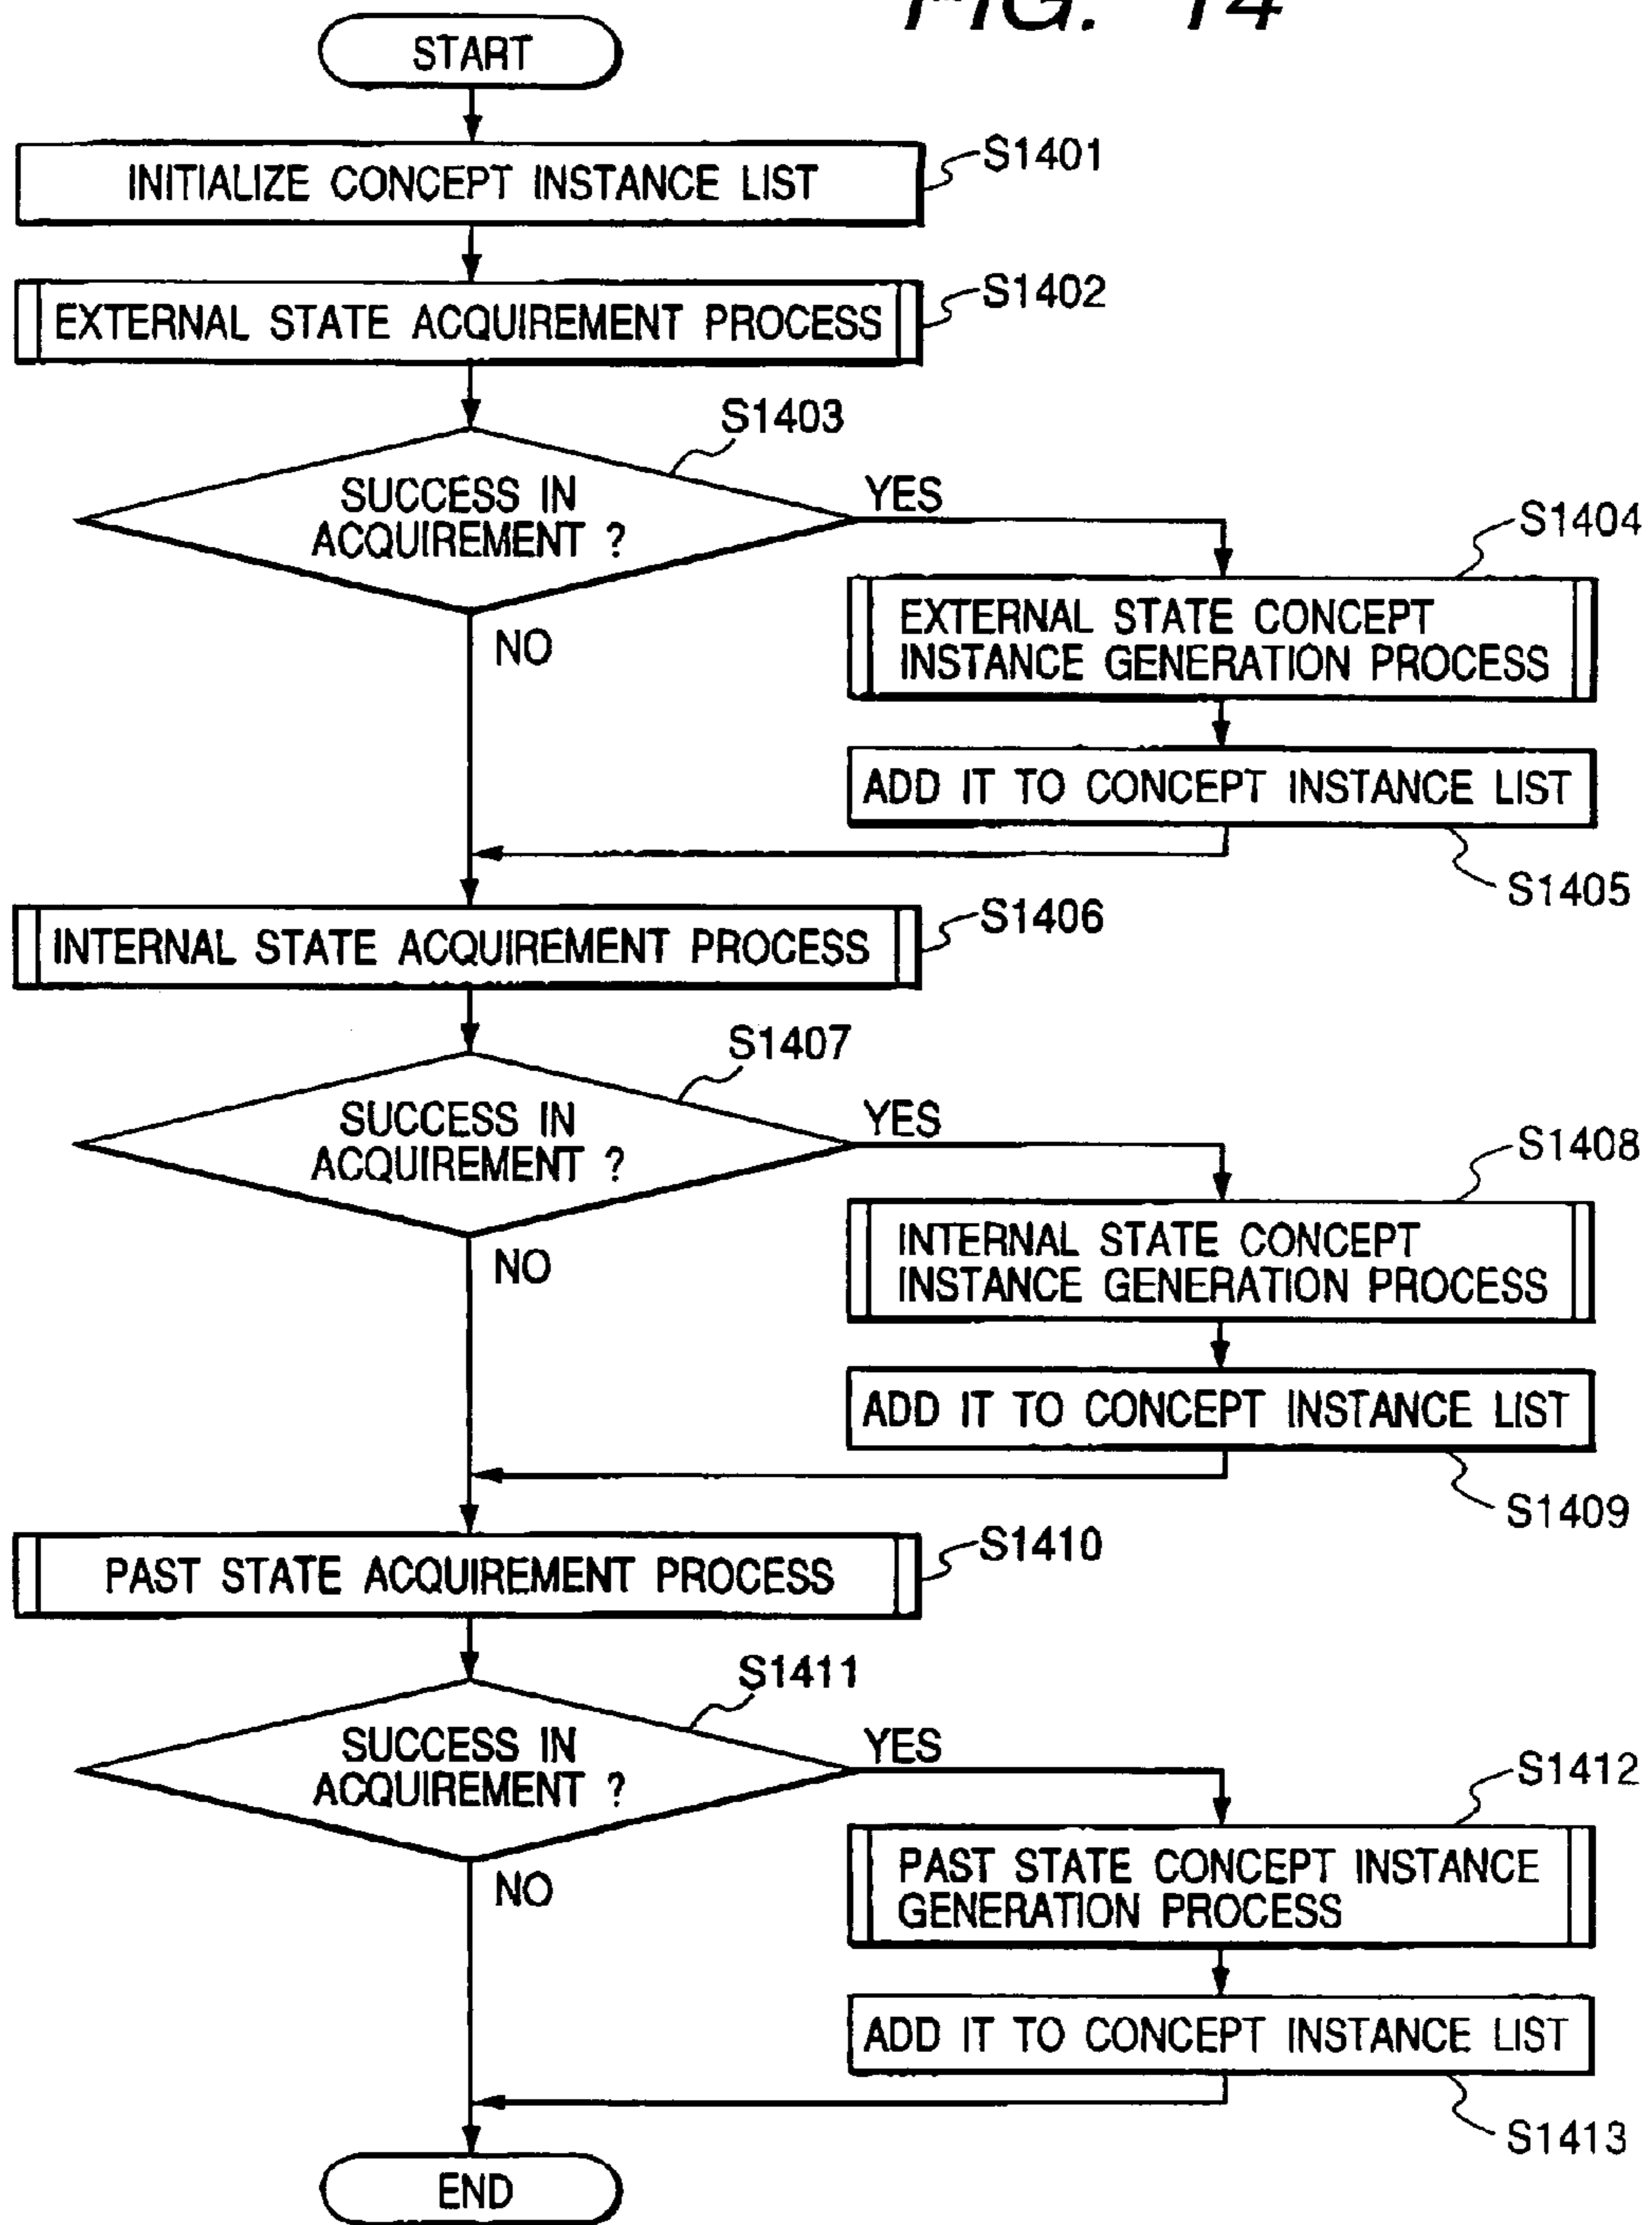 FIG. 14
START
INITIALIZE CONCEPT INSTANCE LIST
S1401
EXTERNAL STATE ACQUIREMENT PROCESS
S1402
S1403
SUCCESS IN
ACQUIREMENT ?
YES
NO
S1404
EXTERNAL STATE CONCEPT
INSTANCE GENERATION PROCESS
ADD IT TO CONCEPT INSTANCE LIST
S1405
INTERNAL STATE ACQUIREMENT PROCESS
S1406
S1407
SUCCESS IN
ACQUIREMENT ?
YES
NO
S1408
INTERNAL STATE CONCEPT
INSTANCE GENERATION PROCESS
ADD IT TO CONCEPT INSTANCE LIST
S1409
PAST STATE ACQUIREMENT PROCESS
S1410
S1411
SUCCESS IN
ACQUIREMENT ?
YES
NO
S1412
PAST STATE CONCEPT INSTANCE
GENERATION PROCESS
ADD IT TO CONCEPT INSTANCE LIST
S1413
END